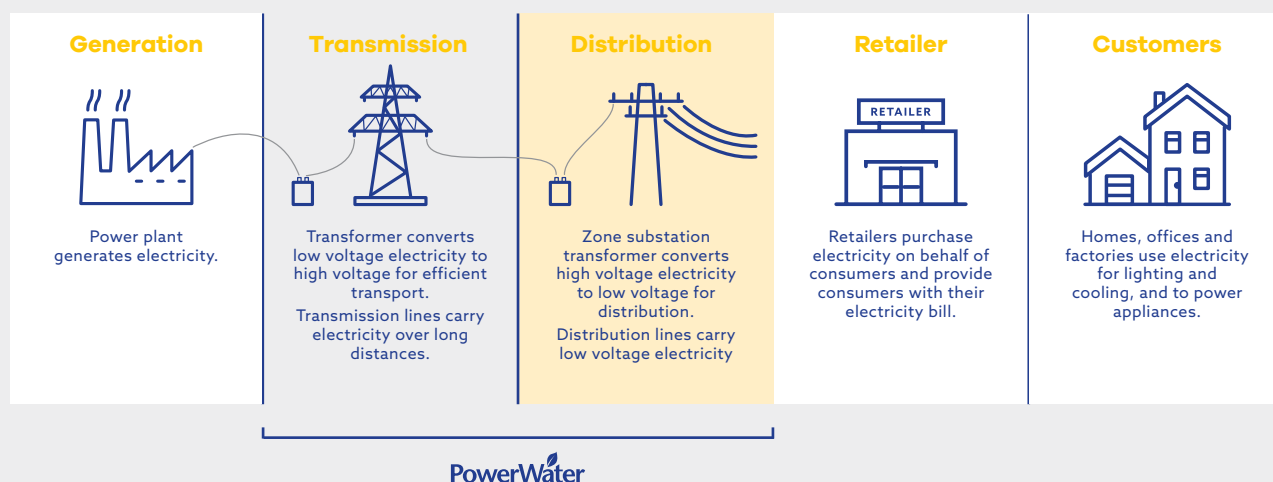 Generation
Power plant
generates electricity.
Transmission
Transformer converts
low voltage electricity to
high voltage for efficient
transport.
Transmission lines carry
electricity over long
distances.
Distribution
Zone substation
transformer converts
high voltage electricity
to low voltage for
distribution.
Distribution lines carry
low voltage electricity
Retailer
RETAILER
Retailers purchase
electricity on behalf of
consumers and provide
consumers with their
electricity bill.
Customers
Homes, offices and
factories use electricity
for lighting and
cooling, and to power
appliances.
PowerWater